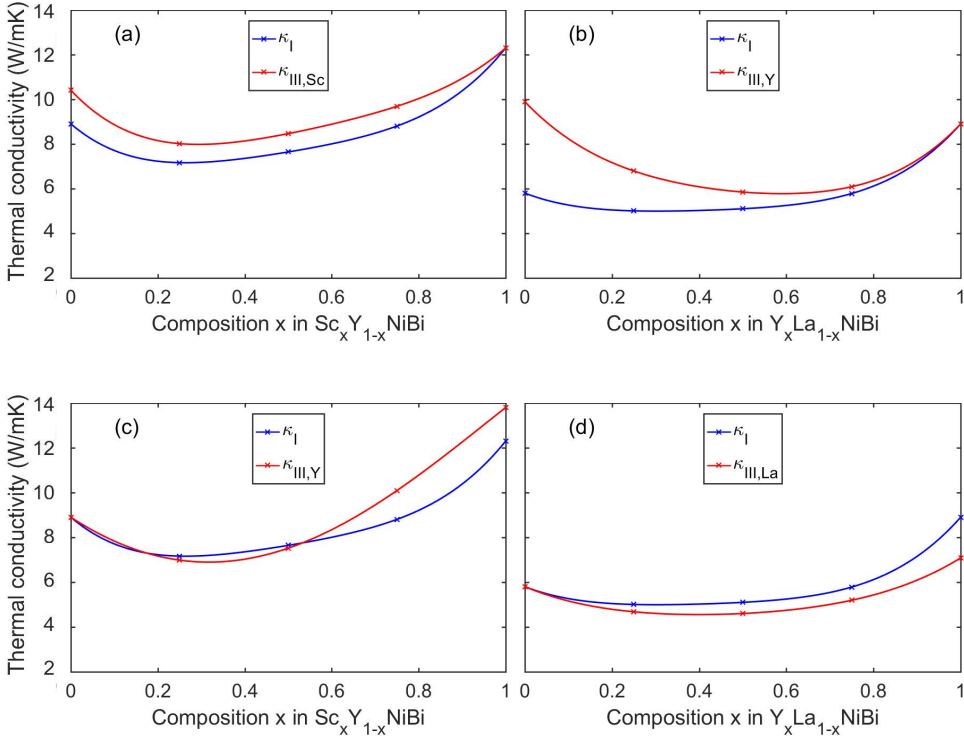 (a)
κI
κIII,Sc
Thermal conductivity (W/mK)
14
12
10
8
6
4
2
0 0.2 0.4 0.6 0.8 1
Composition x in ScxY1-xNiBi
(b)
κI
κIII,Y
0 0.2 0.4 0.6 0.8 1
Composition x in YxLa1-xNiBi
(c)
κI
κIII,Y
Thermal conductivity (W/mK)
14
12
10
8
6
4
2
0 0.2 0.4 0.6 0.8 1
Composition x in ScxY1-xNiBi
(d)
κI
κIII,La
0 0.2 0.4 0.6 0.8 1
Composition x in YxLa1-xNiBi